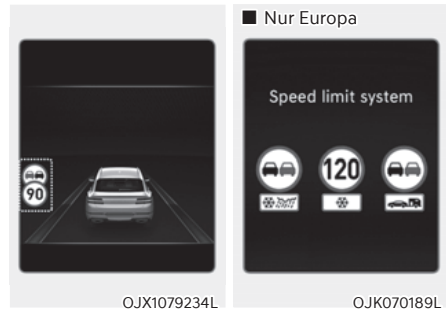 ■ Nur Europa
90
Speed limit system
120
OJX1079234L
OJK070189L